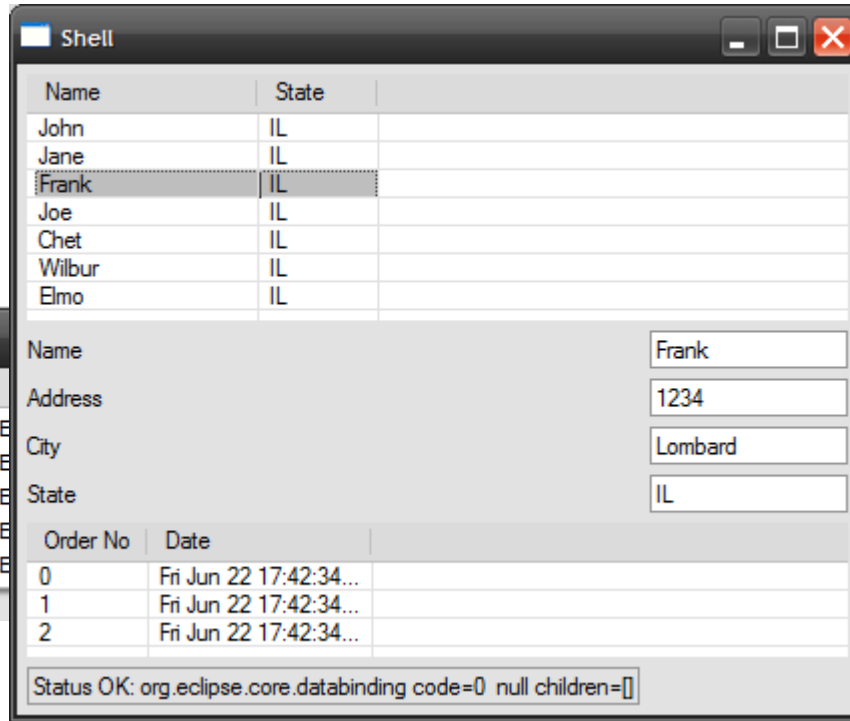 Shell
Name State
John IL
Jane IL
Frank IL
Joe IL
Chet IL
Wilbur IL
Elmo IL
Name Frank
Address 1234
City Lombard
State IL
Order No Date
0 Fri Jun 22 17:42:34...
1 Fri Jun 22 17:42:34...
2 Fri Jun 22 17:42:34...
Status OK: org.eclipse.core.databinding code=0 null children=[]